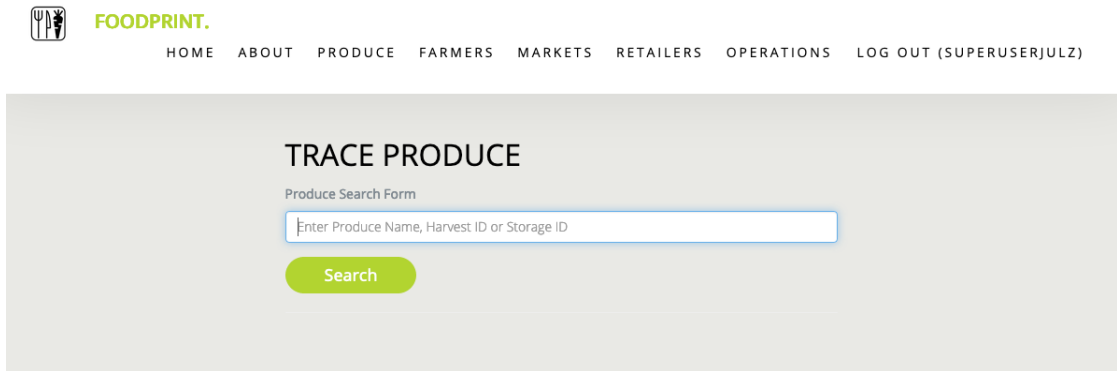 FOODPRINT.
HOME ABOUT PRODUCE FARMERS MARKETS RETAILERS OPERATIONS LOG OUT (SUPERUSERJULZ)
TRACE PRODUCE
Produce Search Form
Enter Produce Name, Harvest ID or Storage ID
Search